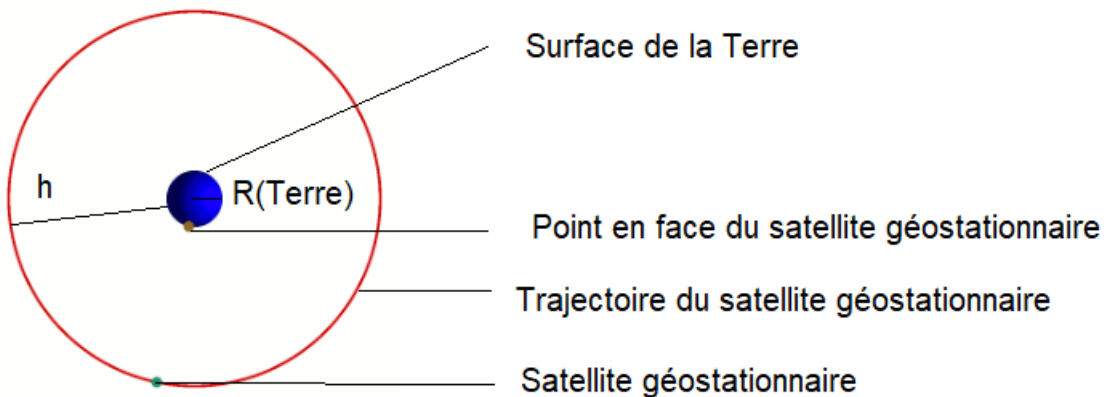 Surface de la Terre
h
R(Terre)
Point en face du satellite géostationnaire
Trajectoire du satellite géostationnaire
Satellite géostationnaire